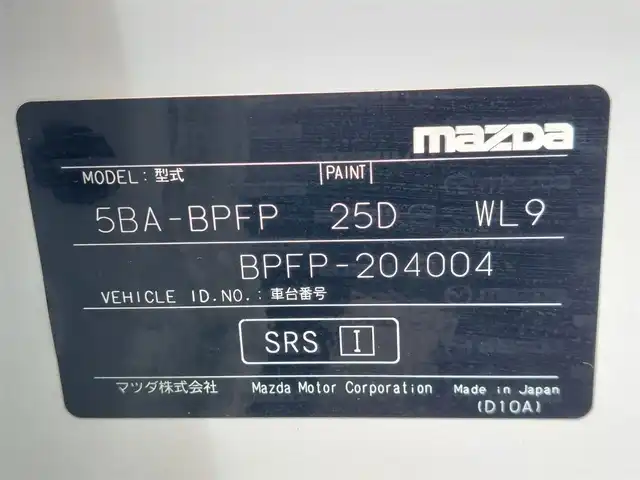 mazda
MODEL: 型式 PAINT
5BA-BPFP 25D WL9
BPFP-204004
VEHICLE ID.NO.: 車台番号
SRS I
マツダ株式会社 Mazda Motor Corporation Made in Japan
(D10A)